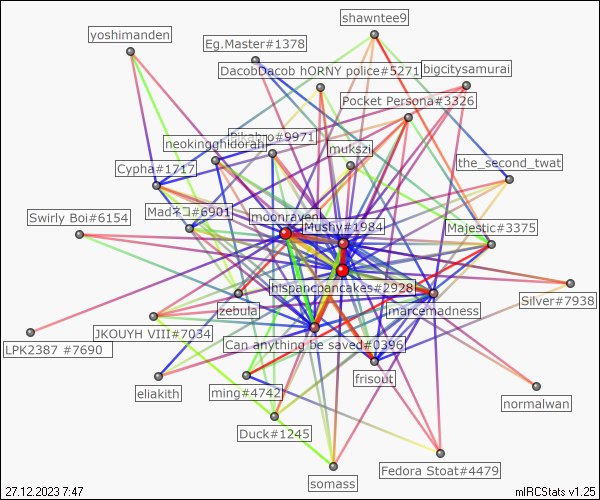 shawntee9
yoshimanden
Eg.Master#1378
DacobDacob hORNY police#5271
bigcitysamurai
Pocket Persona#3326
neokingghidorah
#9971
mukszi
the_second_twat
Cypha#1717
Swirly Boi#6154
Madネコ#6901
moonraven
Mushy#1984
Majestic#3375
hispancpancakes#2928
Silver#7938
zebula
marcemadness
LPK2387 #7690
JKOUYH VIII#7034
Can anything be saved#0396
eliakith
ming#4742
frisout
normalwan
Duck#1245
somass
Fedora Stoat#4479
27.12.2023 7:47
mIRCStats v1.25